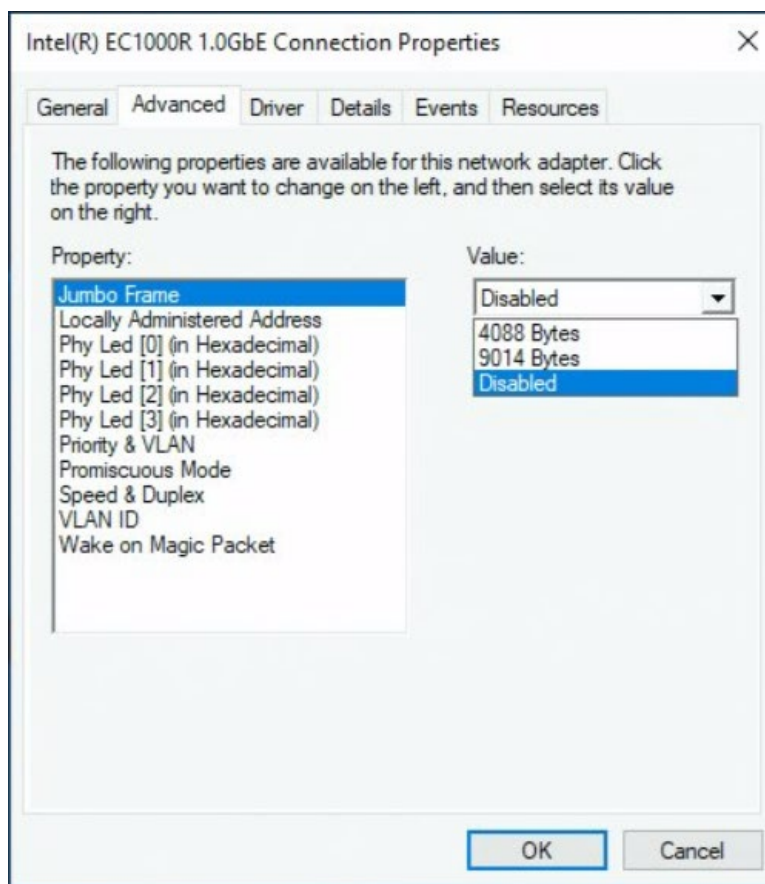 Intel(R) EC1000R 1.0GbE Connection Properties
General Advanced Driver Details Events Resources
The following properties are available for this network adapter. Click
the property you want to change on the left, and then select its value
on the right.
Property:
Jumbo Frame
Locally Administered Address
Phy Led [0] (in Hexadecimal)
Phy Led [1] (in Hexadecimal)
Phy Led [2] (in Hexadecimal)
Phy Led [3] (in Hexadecimal)
Priority & VLAN
Promiscuous Mode
Speed & Duplex
VLAN ID
Wake on Magic Packet
Value:
Disabled
4088 Bytes
9014 Bytes
Disabled
OK Cancel